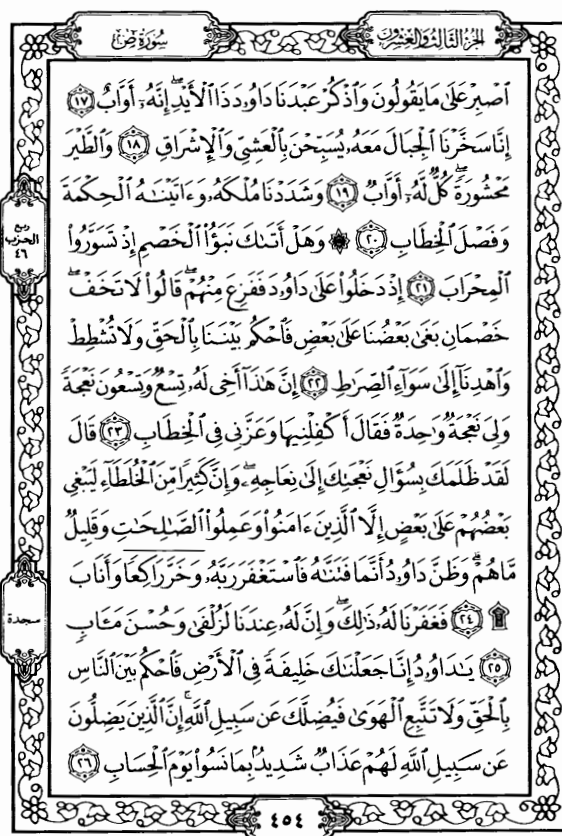 الجزء الثالث والعشرون
سورة ص
ٱصْبِرْ عَلَىٰ مَا يَقُولُونَ وَٱذْكُرْ عَبْدَنَا دَاوُۥدَ ذَا ٱلْأَيْدِ ۖ إِنَّهُۥٓ أَوَّابٌ ١٧
إِنَّا سَخَّرْنَا ٱلْجِبَالَ مَعَهُۥ يُسَبِّحْنَ بِٱلْعَشِىِّ وَٱلْإِشْرَاقِ ١٨ وَٱلطَّيْرَ
مَحْشُورَةً ۖ كُلٌّ لَّهُۥٓ أَوَّابٌ ١٩ وَشَدَدْنَا مُلْكَهُۥ وَءَاتَيْنَٰهُ ٱلْحِكْمَةَ
وَفَصْلَ ٱلْخِطَابِ ٢٠ ۞ وَهَلْ أَتَىٰكَ نَبَؤُا۟ ٱلْخَصْمِ إِذْ تَسَوَّرُوا۟
ٱلْمِحْرَابَ ٢١ إِذْ دَخَلُوا۟ عَلَىٰ دَاوُۥدَ فَفَزِعَ مِنْهُمْ ۖ قَالُوا۟ لَا تَخَفْ ۖ
خَصْمَانِ بَغَىٰ بَعْضُنَا عَلَىٰ بَعْضٍ فَٱحْكُم بَيْنَنَا بِٱلْحَقِّ وَلَا تُشْطِطْ
وَٱهْدِنَآ إِلَىٰ سَوَآءِ ٱلصِّرَٰطِ ٢٢ إِنَّ هَٰذَآ أَخِى لَهُۥ تِسْعٌ وَتِسْعُونَ نَعْجَةً
وَلِىَ نَعْجَةٌ وَٰحِدَةٌ فَقَالَ أَكْفِلْنِيهَا وَعَزَّنِى فِى ٱلْخِطَابِ ٢٣ قَالَ
لَقَدْ ظَلَمَكَ بِسُؤَالِ نَعْجَتِكَ إِلَىٰ نِعَاجِهِۦ ۖ وَإِنَّ كَثِيرًا مِّنَ ٱلْخُلَطَآءِ لَيَبْغِى
بَعْضُهُمْ عَلَىٰ بَعْضٍ إِلَّا ٱلَّذِينَ ءَامَنُوا۟ وَعَمِلُوا۟ ٱلصَّٰلِحَٰتِ وَقَلِيلٌ
مَّا هُمْ ۗ وَظَنَّ دَاوُۥدُ أَنَّمَا فَتَنَّٰهُ فَٱسْتَغْفَرَ رَبَّهُۥ وَخَرَّ رَاكِعًا وَأَنَابَ
۩ ٢٤ فَغَفَرْنَا لَهُۥ ذَٰلِكَ ۖ وَإِنَّ لَهُۥ عِندَنَا لَزُلْفَىٰ وَحُسْنَ مَـَٔابٍ
٢٥ يَٰدَاوُۥدُ إِنَّا جَعَلْنَٰكَ خَلِيفَةً فِى ٱلْأَرْضِ فَٱحْكُم بَيْنَ ٱلنَّاسِ
بِٱلْحَقِّ وَلَا تَتَّبِعِ ٱلْهَوَىٰ فَيُضِلَّكَ عَن سَبِيلِ ٱللَّهِ ۚ إِنَّ ٱلَّذِينَ يَضِلُّونَ
عَن سَبِيلِ ٱللَّهِ لَهُمْ عَذَابٌ شَدِيدٌۢ بِمَا نَسُوا۟ يَوْمَ ٱلْحِسَابِ ٢٦
ربع
الحزب
٤٦
سجدة
٤٥٤